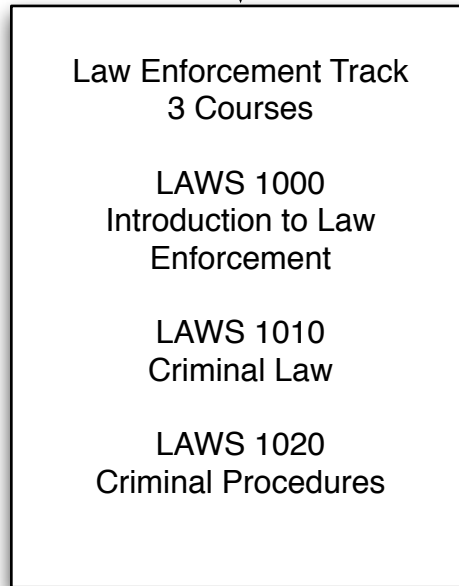 Law Enforcement Track
3 Courses
LAWS 1000
Introduction to Law
Enforcement
LAWS 1010
Criminal Law
LAWS 1020
Criminal Procedures